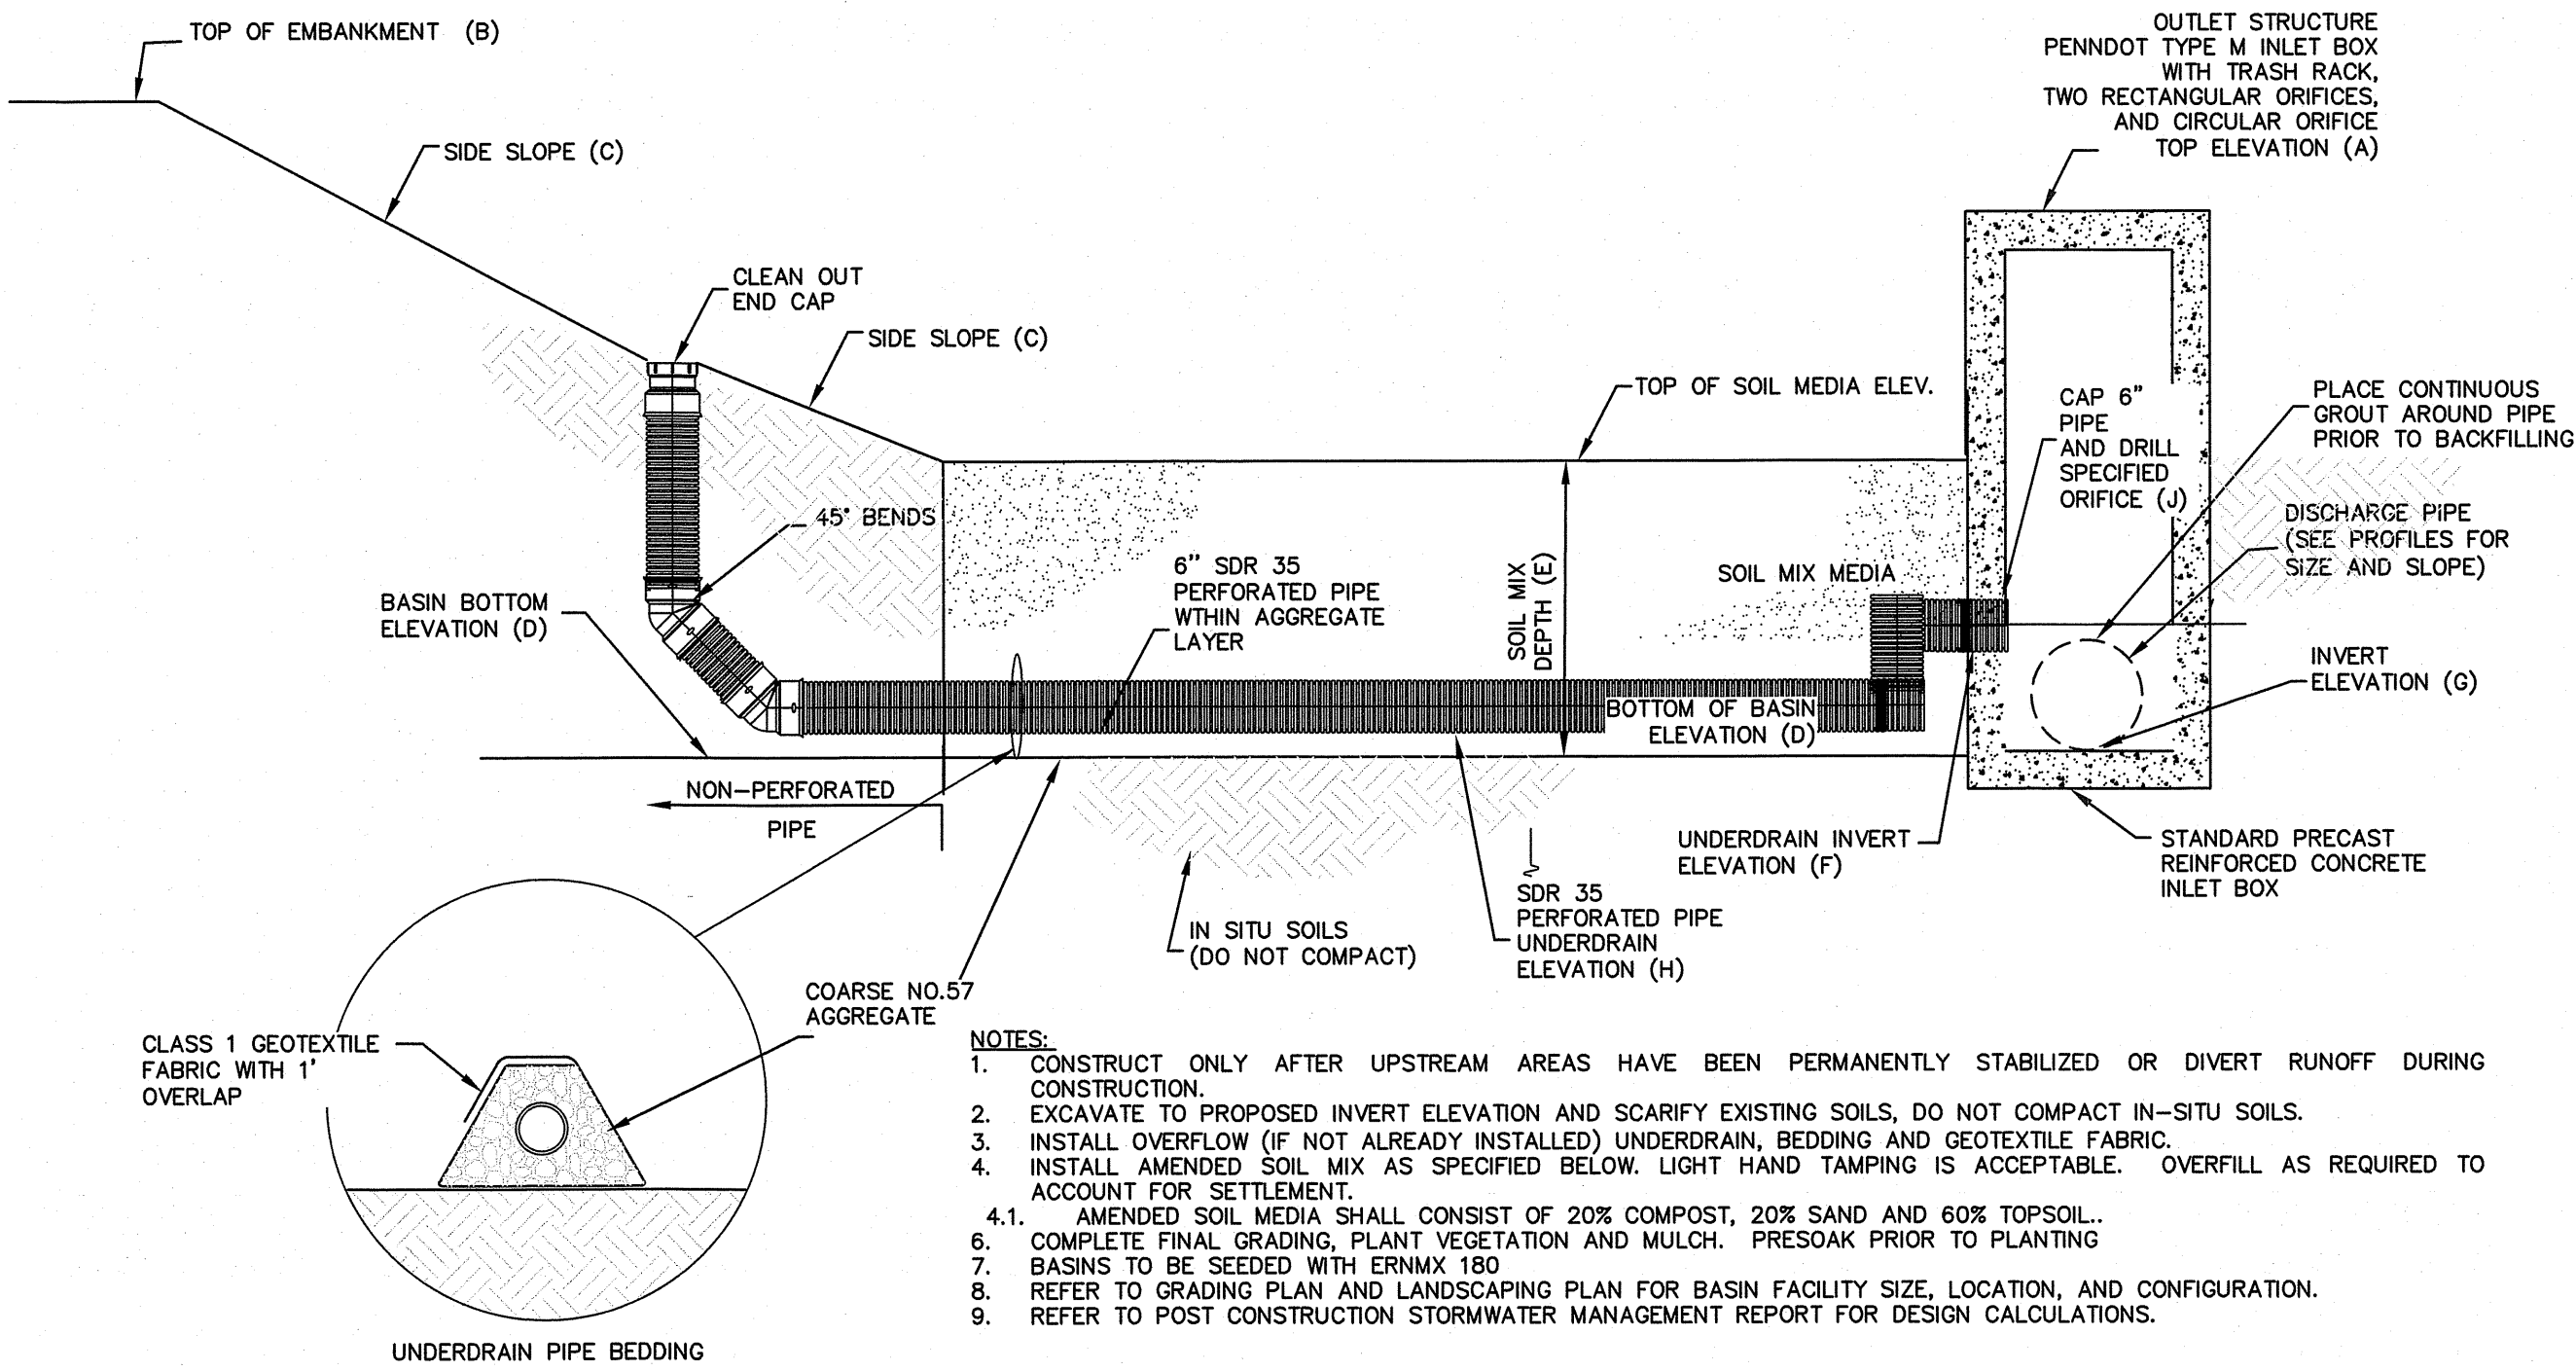 TOP OF EMBANKMENT (B)
OUTLET STRUCTURE
PENNDOT TYPE M INLET BOX
WITH TRASH RACK,
TWO RECTANGULAR ORIFICES,
AND CIRCULAR ORIFICE
TOP ELEVATION (A)
SIDE SLOPE (C)
CLEAN OUT
END CAP
SIDE SLOPE (C)
TOP OF SOIL MEDIA ELEV.
CAP 6"
PIPE
AND DRILL
SPECIFIED
ORIFICE (J)
PLACE CONTINUOUS
GROUT AROUND PIPE
PRIOR TO BACKFILLING
DISCHARGE PIPE
(SEE PROFILES FOR
SIZE AND SLOPE)
45° BENDS
6" SDR 35
PERFORATED PIPE
WTHIN AGGREGATE
LAYER
SOIL MIX
DEPTH (E)
SOIL MIX MEDIA
BASIN BOTTOM
ELEVATION (D)
INVERT
ELEVATION (G)
BOTTOM OF BASIN
ELEVATION (D)
NON-PERFORATED
PIPE
UNDERDRAIN INVERT
ELEVATION (F)
STANDARD PRECAST
REINFORCED CONCRETE
INLET BOX
SDR 35
PERFORATED PIPE
UNDERDRAIN
ELEVATION (H)
IN SITU SOILS
(DO NOT COMPACT)
COARSE NO.57
AGGREGATE
CLASS 1 GEOTEXTILE
FABRIC WITH 1'
OVERLAP
UNDERDRAIN PIPE BEDDING
NOTES:
1. CONSTRUCT ONLY AFTER UPSTREAM AREAS HAVE BEEN PERMANENTLY STABILIZED OR DIVERT RUNOFF DURING
CONSTRUCTION.
2. EXCAVATE TO PROPOSED INVERT ELEVATION AND SCARIFY EXISTING SOILS, DO NOT COMPACT IN-SITU SOILS.
3. INSTALL OVERFLOW (IF NOT ALREADY INSTALLED) UNDERDRAIN, BEDDING AND GEOTEXTILE FABRIC.
4. INSTALL AMENDED SOIL MIX AS SPECIFIED BELOW. LIGHT HAND TAMPING IS ACCEPTABLE. OVERFILL AS REQUIRED TO
ACCOUNT FOR SETTLEMENT.
4.1. AMENDED SOIL MEDIA SHALL CONSIST OF 20% COMPOST, 20% SAND AND 60% TOPSOIL..
6. COMPLETE FINAL GRADING, PLANT VEGETATION AND MULCH. PRESOAK PRIOR TO PLANTING
7. BASINS TO BE SEEDED WITH ERNMX 180
8. REFER TO GRADING PLAN AND LANDSCAPING PLAN FOR BASIN FACILITY SIZE, LOCATION, AND CONFIGURATION.
9. REFER TO POST CONSTRUCTION STORMWATER MANAGEMENT REPORT FOR DESIGN CALCULATIONS.